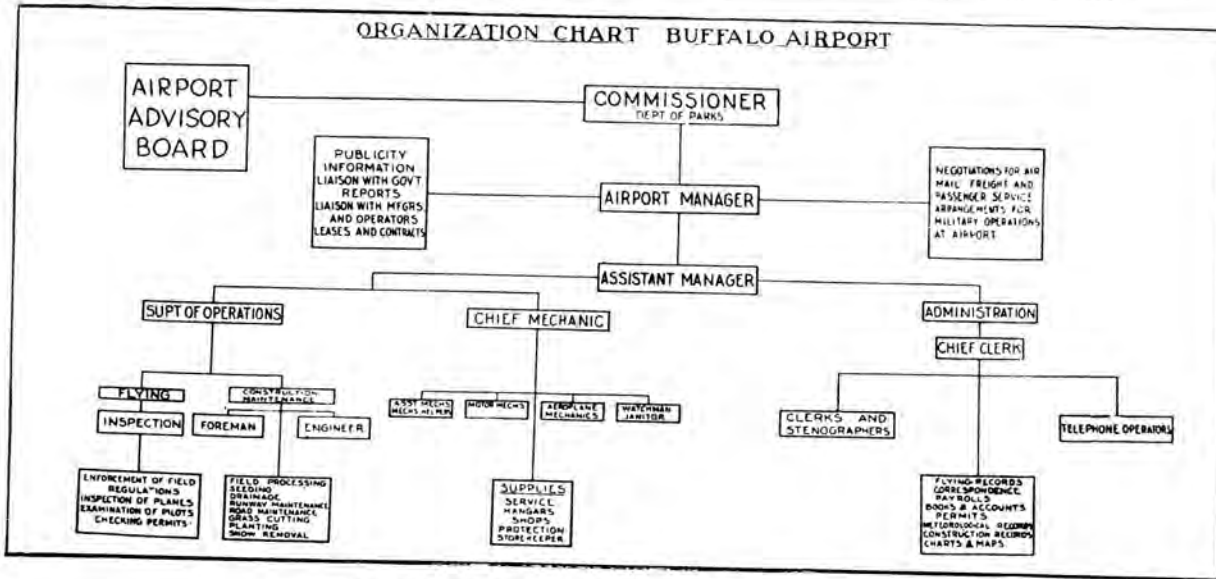 ORGANIZATION CHART BUFFALO AIRPORT
AIRPORT
ADVISORY
BOARD
COMMISSIONER
DEPT OF PARKS
PUBLICITY
INFORMATION
LIAISON WITH GOVT
REPORTS
LIAISON WITH MFGRS.
AND OPERATORS
LEASES AND CONTRACTS
AIRPORT MANAGER
NEGOTIATIONS FOR AIR
MAIL FREIGHT AND
PASSENGER SERVICE
ARRANGEMENTS FOR
MILITARY OPERATIONS
AT AIRPORT
ASSISTANT MANAGER
SUPT OF OPERATIONS
CHIEF MECHANIC
ADMINISTRATION
CHIEF CLERK
FLYING
CONSTRUCTION
MAINTENANCE
INSPECTION
FOREMAN
ENGINEER
ASST MECHS
MECHS HELPERS
MOTOR MECHS
AEROPLANE
MECHANICS
WATCHMAN
JANITOR
CLERKS AND
STENOGRAPHERS
TELEPHONE OPERATORS
ENFORCEMENT OF FIELD
REGULATIONS
INSPECTION OF PLANES
EXAMINATION OF PILOTS
CHECKING PERMITS
FIELD PROCESSING
SEEDING
DRAINAGE
RUNWAY MAINTENANCE
ROAD MAINTENANCE
GRASS CUTTING
PLANTING
SNOW REMOVAL
SUPPLIES
SERVICE
HANGARS
SHOPS
PROTECTION
STOREKEEPER
FLYING RECORDS
CORRESPONDENCE
PAYROLLS
BOOKS & ACCOUNTS
PERMITS
METEOROLOGICAL RECORDS
CONSTRUCTION RECORDS
CHARTS & MAPS